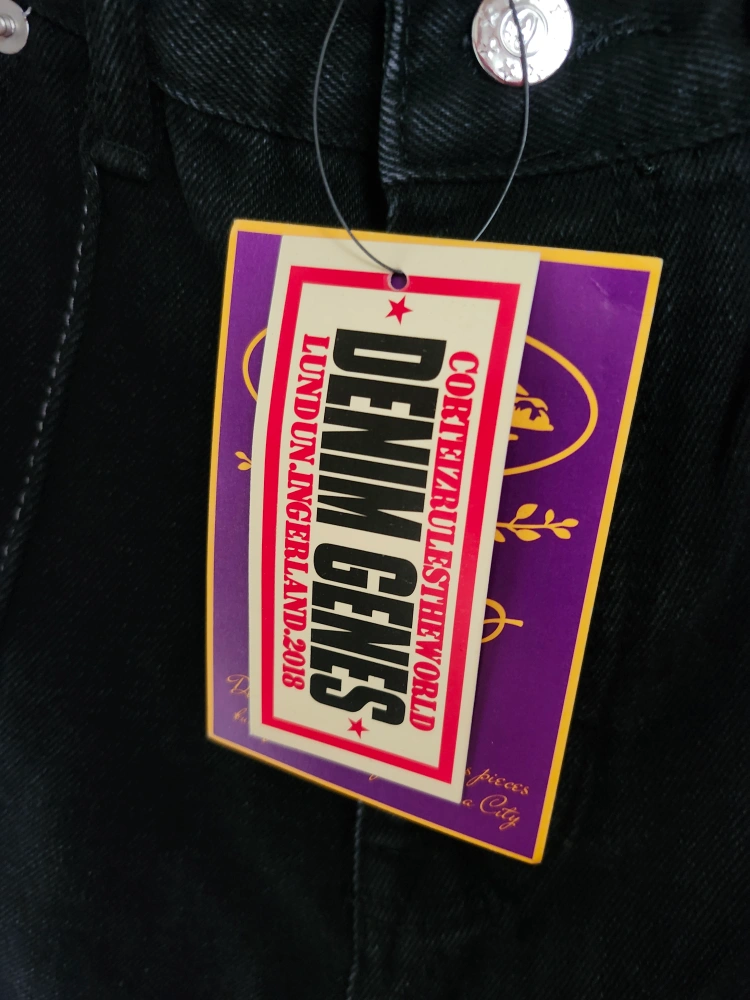 CORTEIZRULESTHEWORLD
DENIM GENES
LUNDUN.INGERLAND.2018
pieces
a City